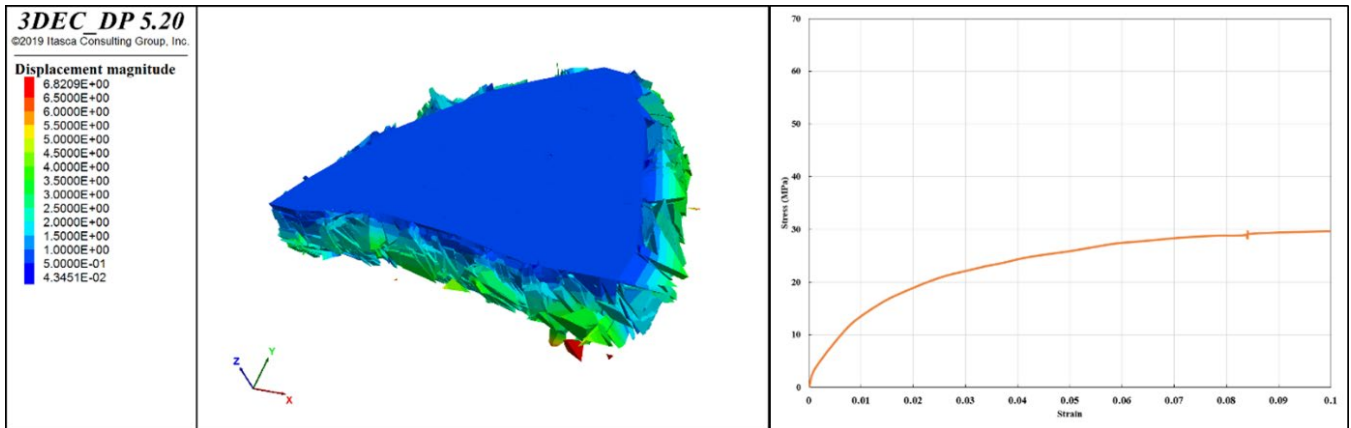 3DEC_DP 5.20
©2019 Itasca Consulting Group, Inc.
Displacement magnitude
6.8209E+00
6.5000E+00
6.0000E+00
5.5000E+00
5.0000E+00
4.5000E+00
4.0000E+00
3.5000E+00
3.0000E+00
2.5000E+00
2.0000E+00
1.5000E+00
1.0000E+00
5.0000E-01
4.3451E-02
Z
Y
X
70
60
50
40
30
20
10
0
Stress (MPa)
0 0.01 0.02 0.03 0.04 0.05 0.06 0.07 0.08 0.09 0.1
Strain